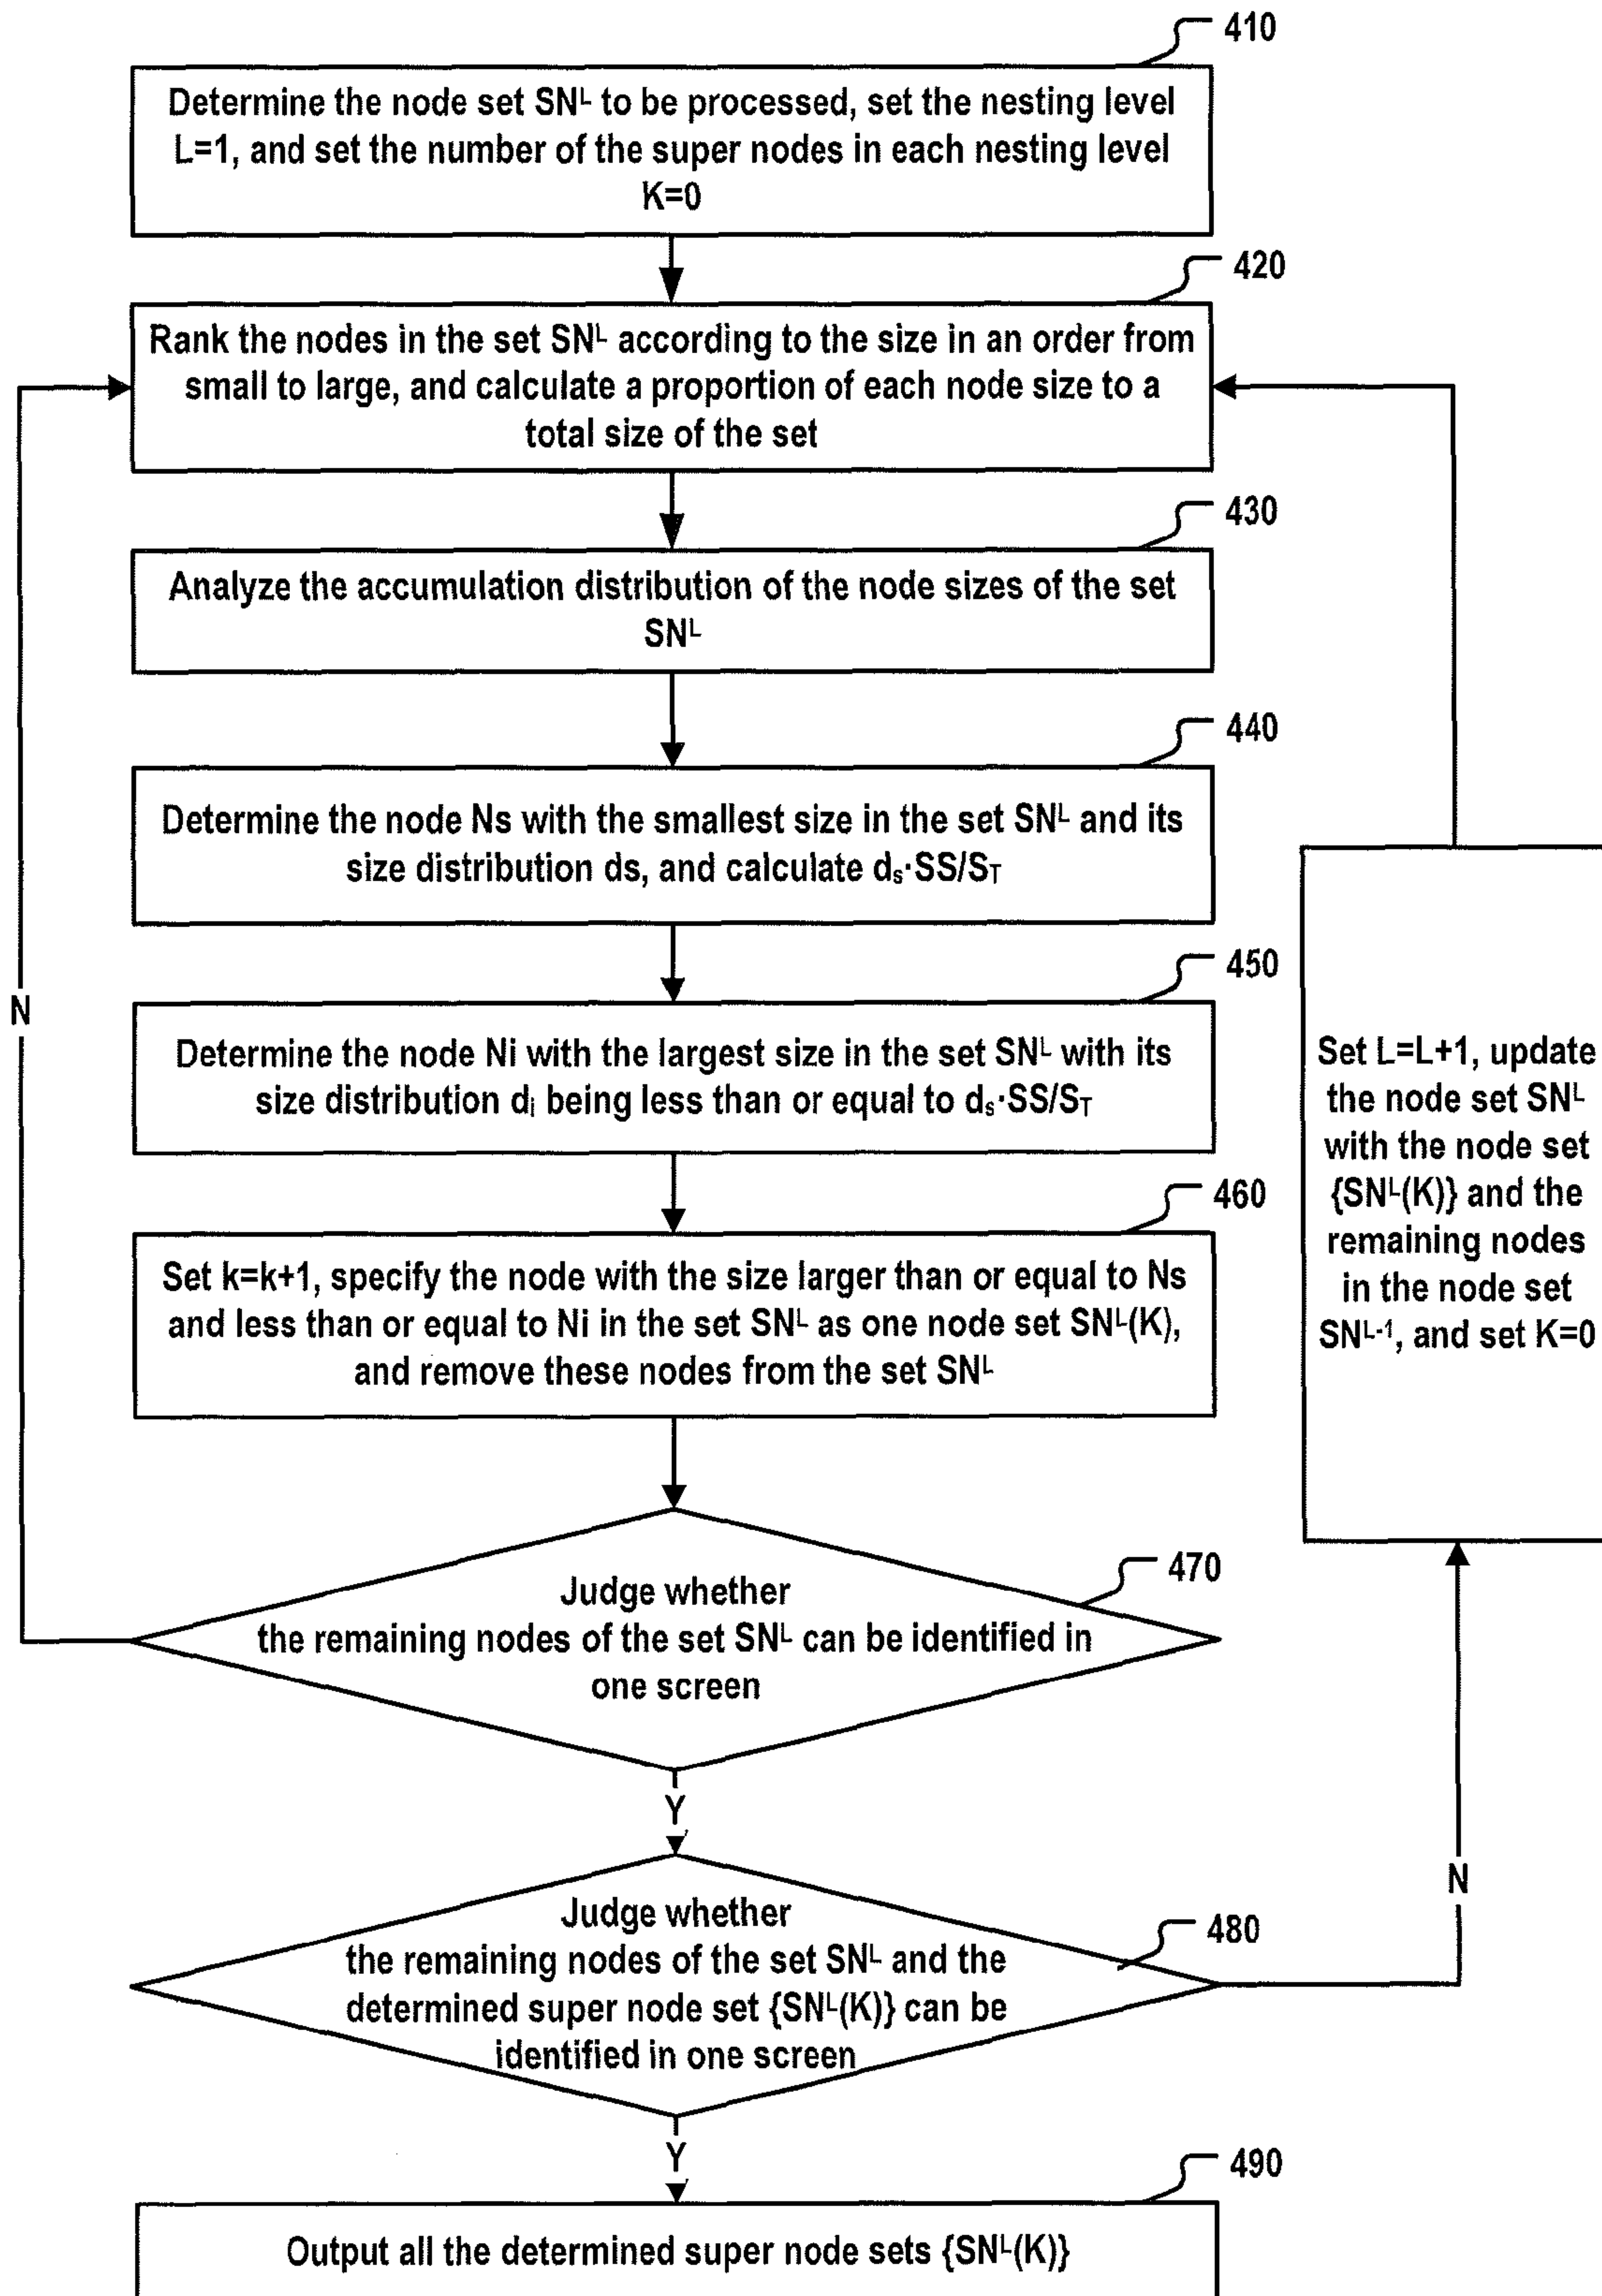 410
Determine the node set SNᴸ to be processed, set the nesting level
L=1, and set the number of the super nodes in each nesting level
K=0
420
Rank the nodes in the set SNᴸ according to the size in an order from
small to large, and calculate a proportion of each node size to a
total size of the set
430
Analyze the accumulation distribution of the node sizes of the set
SNᴸ
440
Determine the node Ns with the smallest size in the set SNᴸ and its
size distribution ds, and calculate dₛ·SS/S_T
450
Determine the node Ni with the largest size in the set SNᴸ with its
size distribution dᵢ being less than or equal to dₛ·SS/S_T
460
Set k=k+1, specify the node with the size larger than or equal to Ns
and less than or equal to Ni in the set SNᴸ as one node set SNᴸ(K),
and remove these nodes from the set SNᴸ
N
470
Judge whether
the remaining nodes of the set SNᴸ can be identified in
one screen
Y
480
Judge whether
the remaining nodes of the set SNᴸ and the
determined super node set {SNᴸ(K)} can be
identified in one screen
N
Set L=L+1, update
the node set SNᴸ
with the node set
{SNᴸ(K)} and the
remaining nodes
in the node set
SNᴸ⁻¹, and set K=0
Y
490
Output all the determined super node sets {SNᴸ(K)}